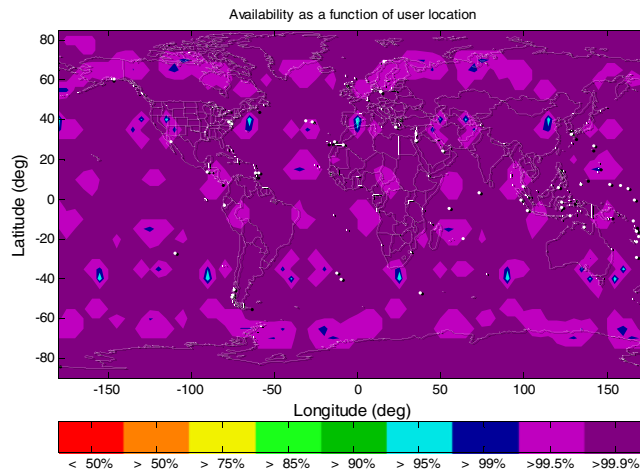 Availability as a function of user location
Latitude (deg)
80
60
40
20
0
-20
-40
-60
-80
-150 -100 -50 0 50 100 150
Longitude (deg)
< 50% > 50% > 75% > 85% > 90% > 95% > 99% >99.5% >99.9%